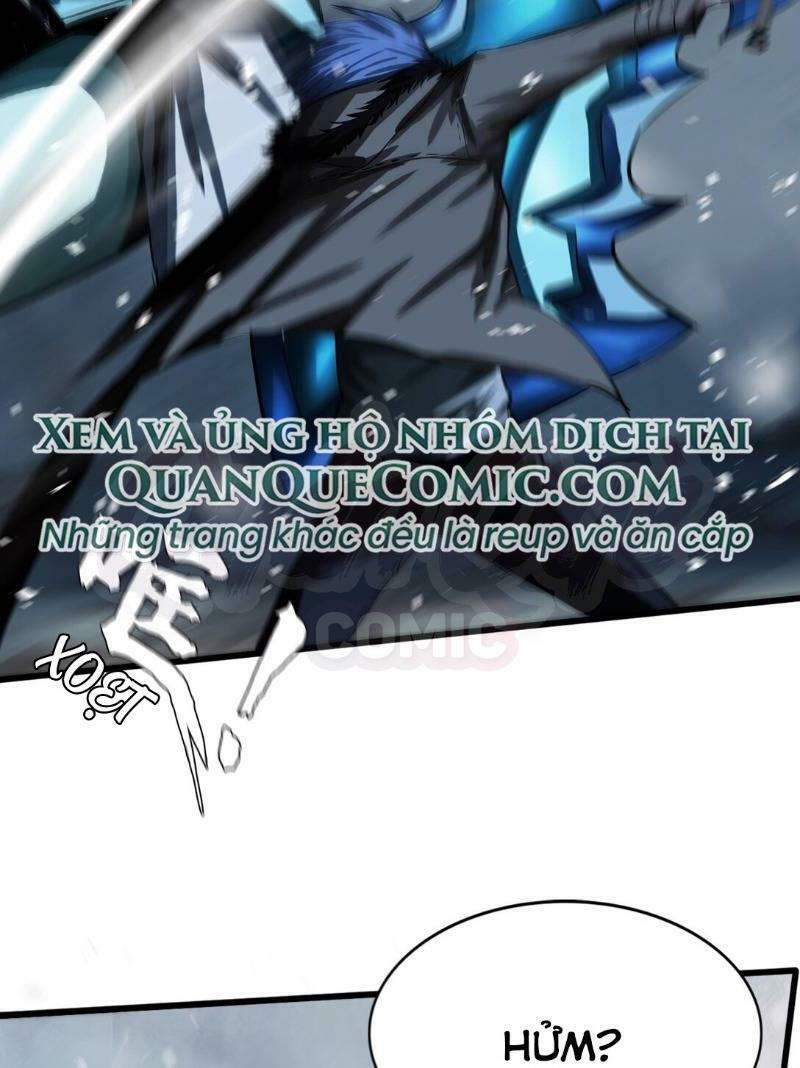 XEM VÀ ỦNG HỘ NHÓM DỊCH TẠI
QUANQUECOMIC.COM
Những trang khác đều là reup và ăn cắp
COMIC
XOẸT
HỬM?